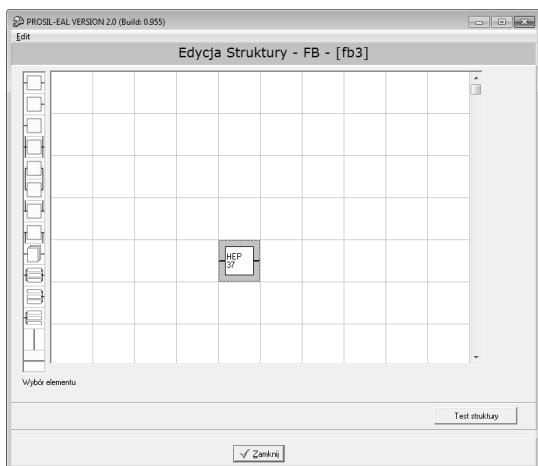 PROSIL-EAL VERSION 2.0 (Build: 0.955)
Edit
Edycja Struktury - FB - [fb3]
HEP
37
Wybór elementu
Test struktury
Zamknij